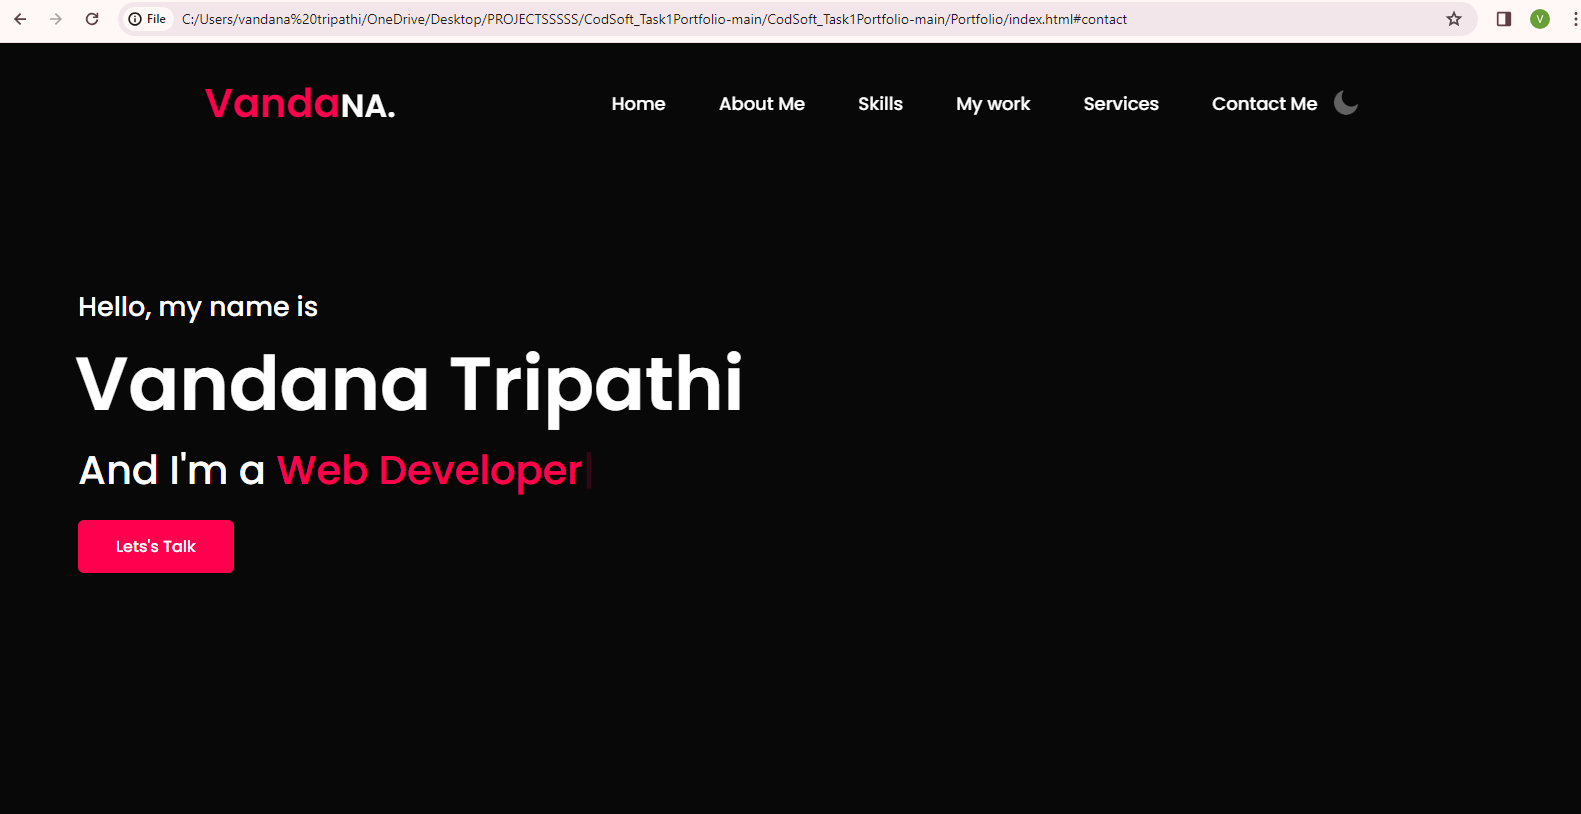 File C:/Users/vandana%20tripathi/OneDrive/Desktop/PROJECTSSSSS/CodSoft_Task1Portfolio-main/CodSoft_Task1Portfolio-main/Portfolio/index.html#contact V
VandaNA. Home About Me Skills My work Services Contact Me
Hello, my name is
Vandana Tripathi
And I'm a Web Developer
Lets's Talk